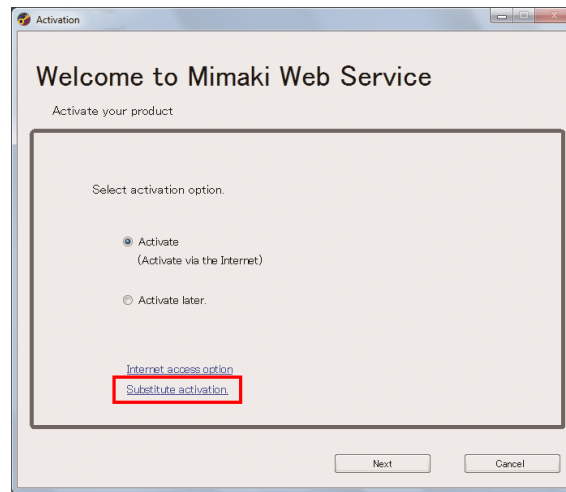 Activation
Welcome to Mimaki Web Service
Activate your product
Select activation option.
Activate
(Activate via the Internet)
Activate later.
Internet access option
Substitute activation.
Next
Cancel